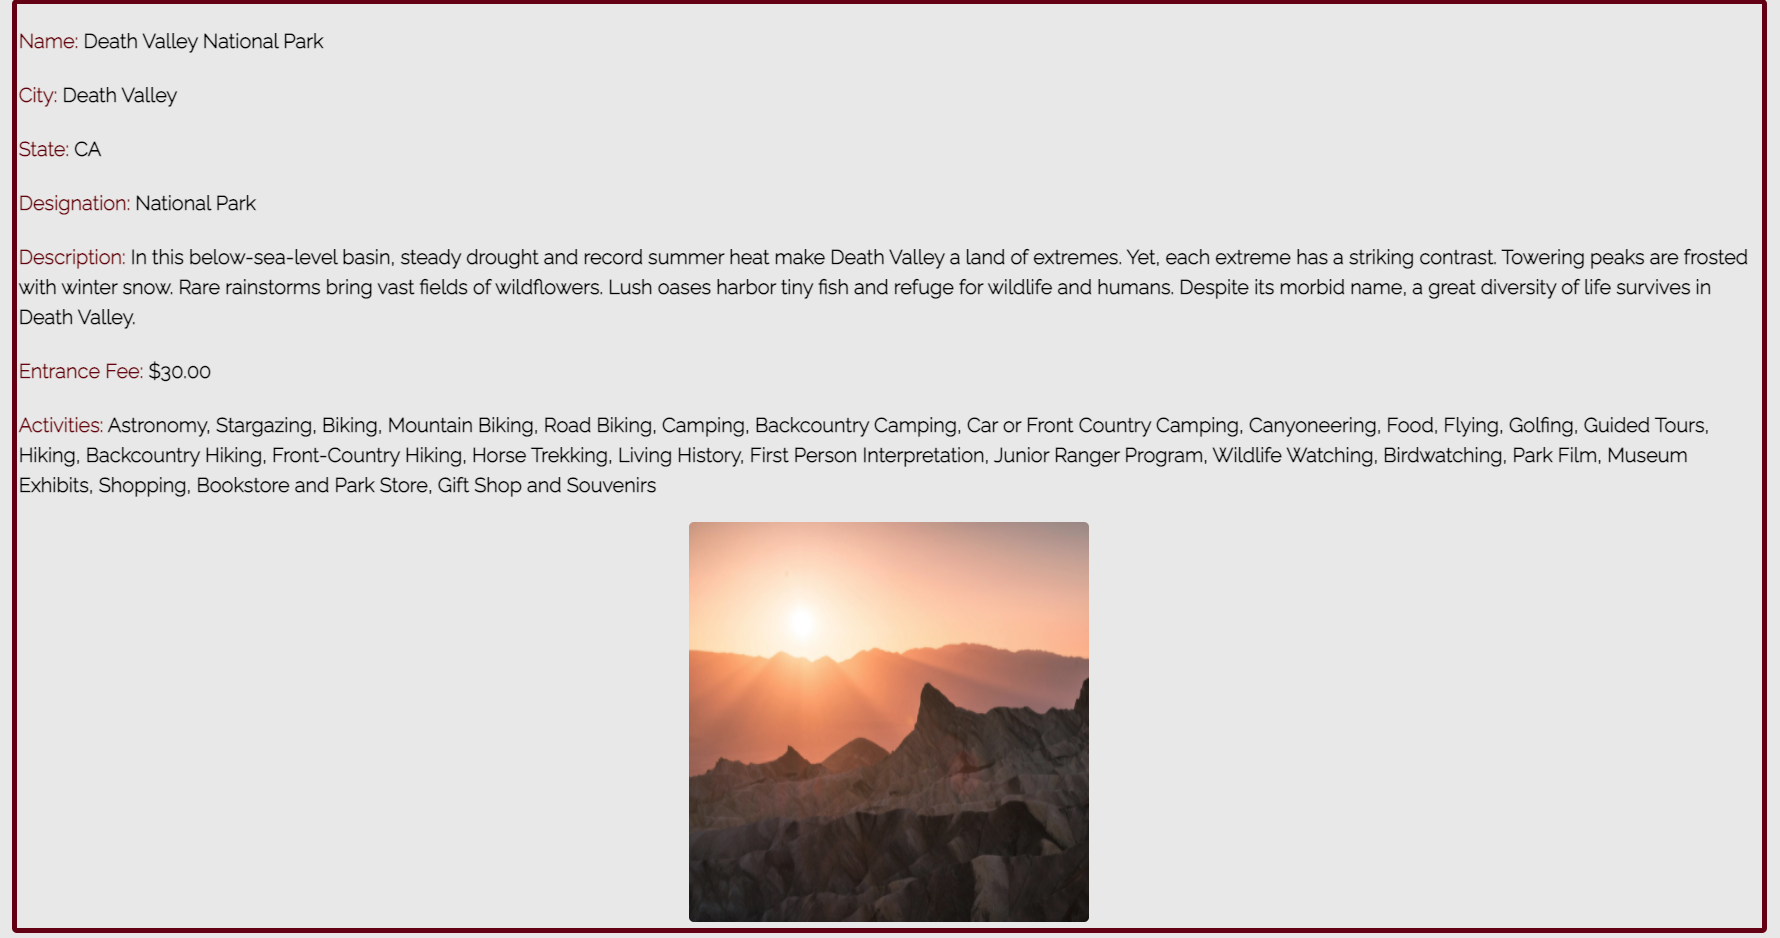 Name: Death Valley National Park
City: Death Valley
State: CA
Designation: National Park
Description: In this below-sea-level basin, steady drought and record summer heat make Death Valley a land of extremes. Yet, each extreme has a striking contrast. Towering peaks are frosted
with winter snow. Rare rainstorms bring vast fields of wildflowers. Lush oases harbor tiny fish and refuge for wildlife and humans. Despite its morbid name, a great diversity of life survives in
Death Valley.
Entrance Fee: $30.00
Activities: Astronomy, Stargazing, Biking, Mountain Biking, Road Biking, Camping, Backcountry Camping, Car or Front Country Camping, Canyoneering, Food, Flying, Golfing, Guided Tours,
Hiking, Backcountry Hiking, Front-Country Hiking, Horse Trekking, Living History, First Person Interpretation, Junior Ranger Program, Wildlife Watching, Birdwatching, Park Film, Museum
Exhibits, Shopping, Bookstore and Park Store, Gift Shop and Souvenirs